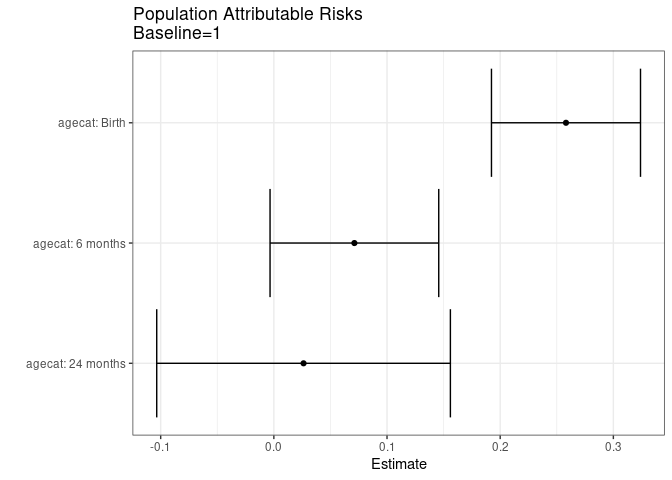 Population Attributable Risks
Baseline=1
agecat: Birth
agecat: 6 months
agecat: 24 months
-0.1 0.0 0.1 0.2 0.3
Estimate